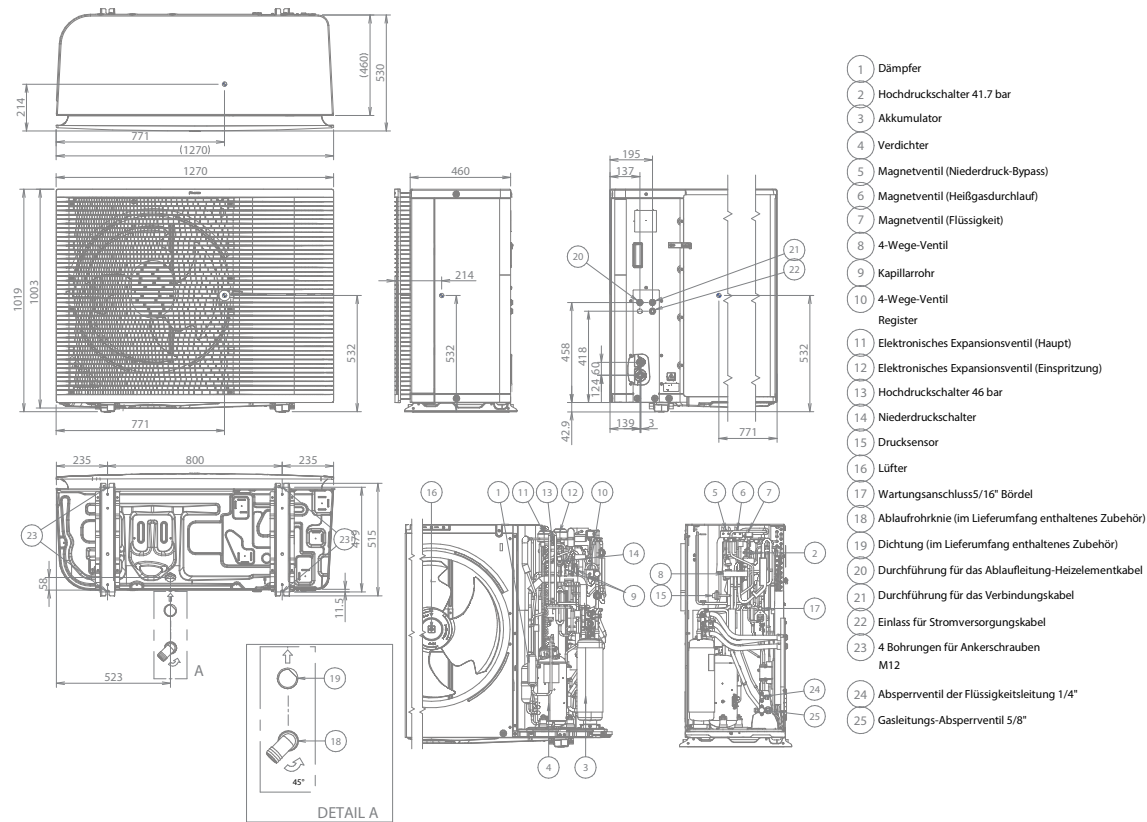 (460)
530
214
771
(1270)
1270
460
195
137
1019
1003
532
214
532
20
21
22
458
418
60
124
42.9
139
3
771
532
771
235
800
235
23
23
479
515
58
11.5
A
523
19
18
45°
DETAIL A
16
1
11
13
12
10
14
9
4
3
5
6
7
2
8
15
17
24
25
1 Dämpfer
2 Hochdruckschalter 41.7 bar
3 Akkumulator
4 Verdichter
5 Magnetventil (Niederdruck-Bypass)
6 Magnetventil (Heißgasdurchlauf)
7 Magnetventil (Flüssigkeit)
8 4-Wege-Ventil
9 Kapillarrohr
10 4-Wege-Ventil
Register
11 Elektronisches Expansionsventil (Haupt)
12 Elektronisches Expansionsventil (Einspritzung)
13 Hochdruckschalter 46 bar
14 Niederdruckschalter
15 Drucksensor
16 Lüfter
17 Wartungsanschluss5/16" Bördel
18 Ablaufrohrknie (im Lieferumfang enthaltenes Zubehör)
19 Dichtung (im Lieferumfang enthaltenes Zubehör)
20 Durchführung für das Ablaufleitung-Heizelementkabel
21 Durchführung für das Verbindungskabel
22 Einlass für Stromversorgungskabel
23 4 Bohrungen für Ankerschrauben
M12
24 Absperrventil der Flüssigkeitsleitung 1/4"
25 Gasleitungs-Absperrventil 5/8"